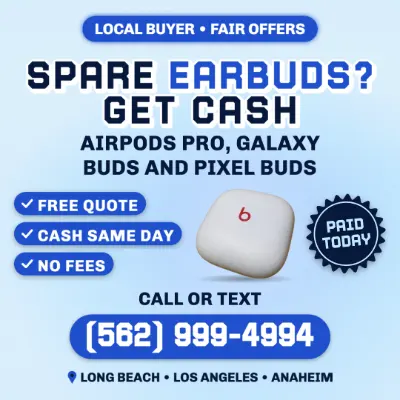 LOCAL BUYER • FAIR OFFERS
SPARE EARBUDS?
GET CASH
AIRPODS PRO, GALAXY
BUDS AND PIXEL BUDS
FREE QUOTE
CASH SAME DAY
NO FEES
b
PAID
TODAY
CALL OR TEXT
(562) 999-4994
LONG BEACH • LOS ANGELES • ANAHEIM